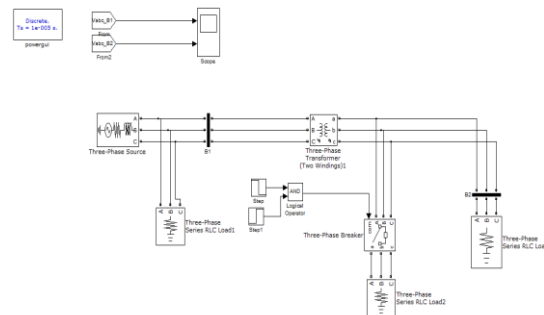 Discrete,
Ts = 1e-005 s.
powergui
Vabc_B1
From
Vabc_B2
From2
Scope
A
B
C
Three-Phase Source
B1
A
B
C
a
b
c
Three-Phase
Transformer
(Two Windings)1
A
B
C
Three-Phase
Series RLC Load1
Step
Step1
AND
Logical
Operator
com
A
B
C
a
b
c
Three-Phase Breaker
A
B
C
Three-Phase
Series RLC Load2
B2
A
B
C
Three-Phase
Series RLC Loa